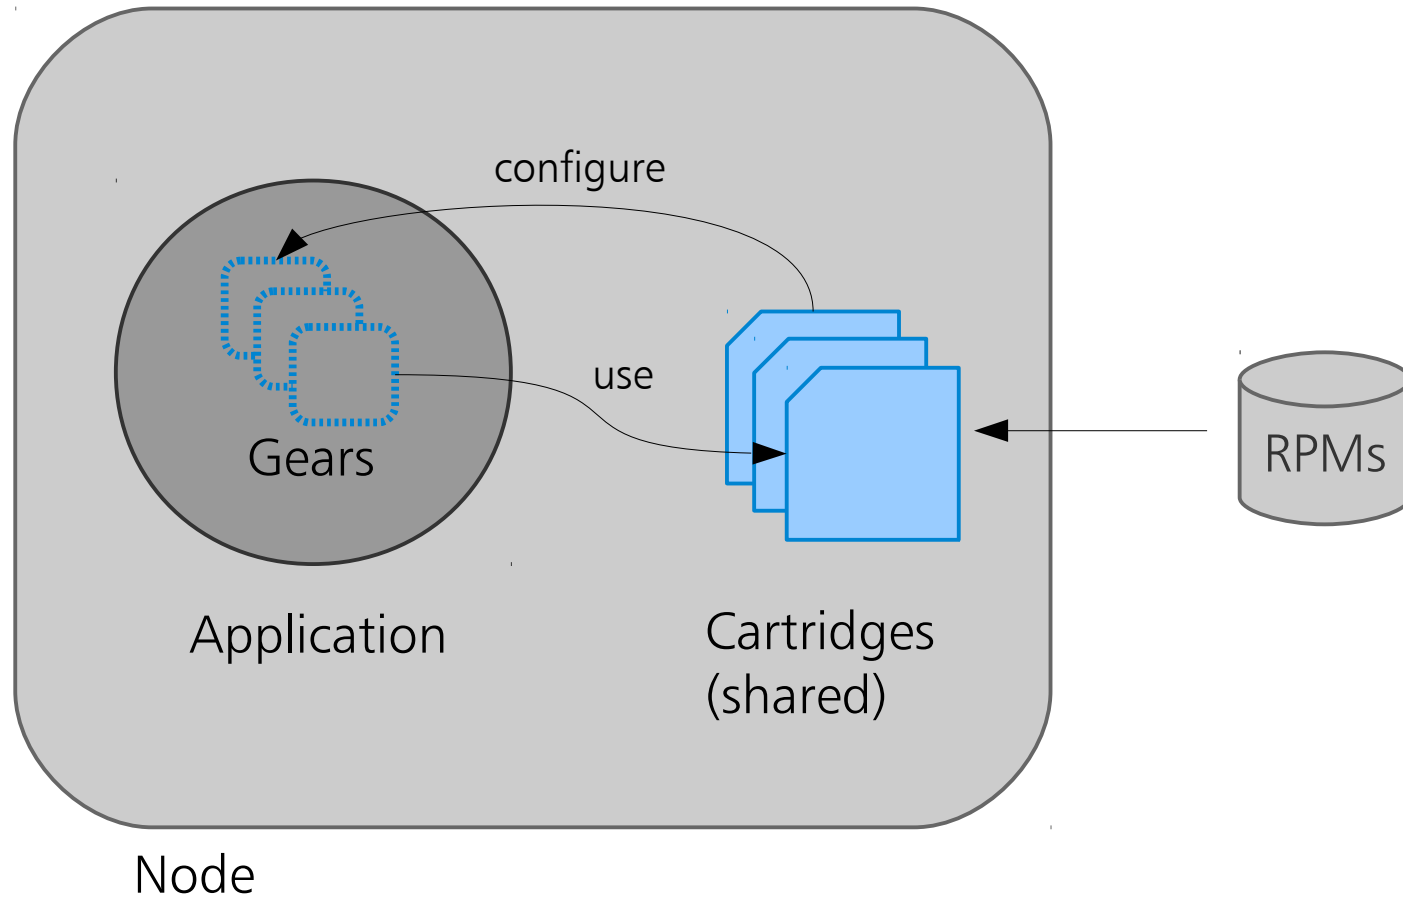 configure
use
Gears
RPMs
Application
Cartridges
(shared)
Node